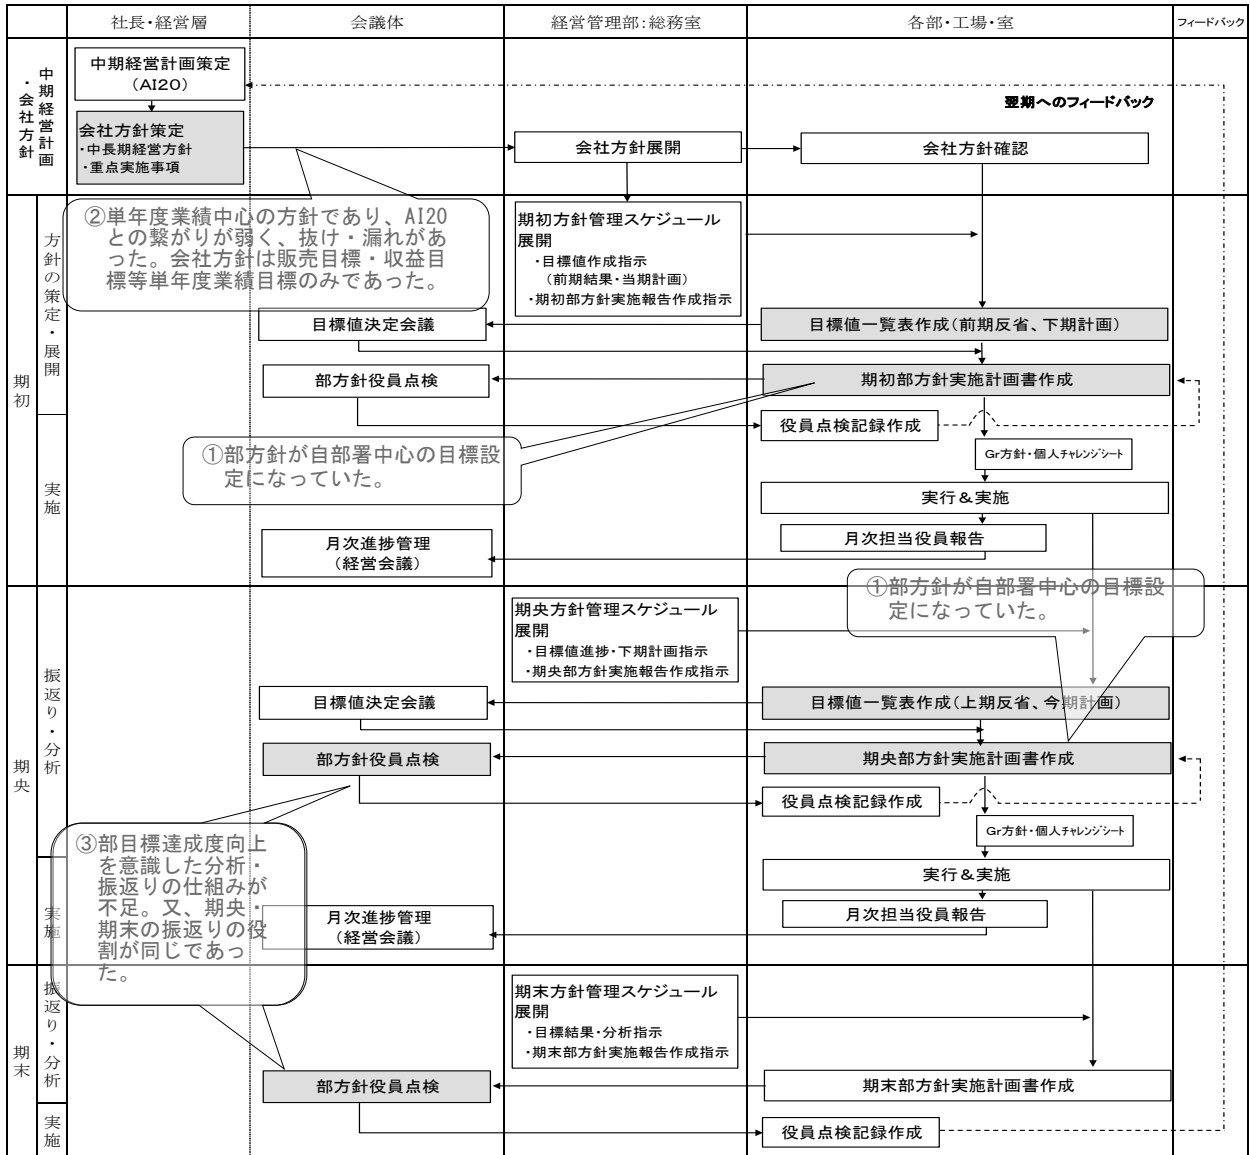 社長・経営層
会議体
経営管理部:総務室
各部・工場・室
フィードバック
中期経営計画
・会社方針
中期経営計画策定
(AI20)
翌期へのフィードバック
会社方針策定
・中長期経営方針
・重点実施事項
会社方針展開
会社方針確認
期初
方針の策定・展開
②単年度業績中心の方針であり、AI20
との繋がりが弱く、抜け・漏れがあ
った。会社方針は販売目標・収益目
標等単年度業績目標のみであった。
期初方針管理スケジュール
展開
・目標値作成指示
(前期結果・当期計画)
・期初部方針実施報告作成指示
目標値決定会議
目標値一覧表作成(前期反省、下期計画)
部方針役員点検
期初部方針実施計画書作成
役員点検記録作成
①部方針が自部署中心の目標設
定になっていた。
Gr方針・個人チャレンジシート
実施
実行&実施
月次進捗管理
(経営会議)
月次担当役員報告
①部方針が自部署中心の目標設
定になっていた。
期央
振返り・分析
期央方針管理スケジュール
展開
・目標値進捗・下期計画指示
・期央部方針実施報告作成指示
目標値決定会議
目標値一覧表作成(上期反省、今期計画)
部方針役員点検
期央部方針実施計画書作成
役員点検記録作成
Gr方針・個人チャレンジシート
③部目標達成度向上
を意識した分析・
振返りの仕組みが
不足。又、期央・
期末の振返りの役
割が同じであっ
た。
実施
実行&実施
月次進捗管理
(経営会議)
月次担当役員報告
期末
振返り・分析
期末方針管理スケジュール
展開
・目標結果・分析指示
・期末部方針実施報告作成指示
部方針役員点検
期末部方針実施計画書作成
実施
役員点検記録作成